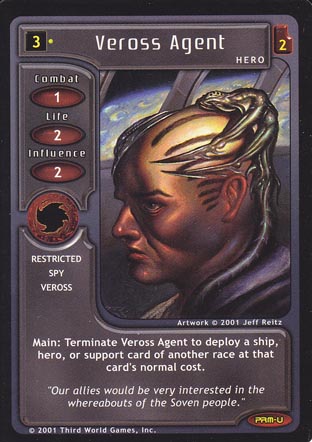 3
Veross Agent
2
HERO
Combat
1
Life
2
Influence
2
RESTRICTED
SPY
VEROSS
Artwork © 2001 Jeff Reitz
Main: Terminate Veross Agent to deploy a ship,
hero, or support card of another race at that
card's normal cost.
"Our allies would be very interested in the
whereabouts of the Soven people."
© 2001 Third World Games, Inc.
PRM-U